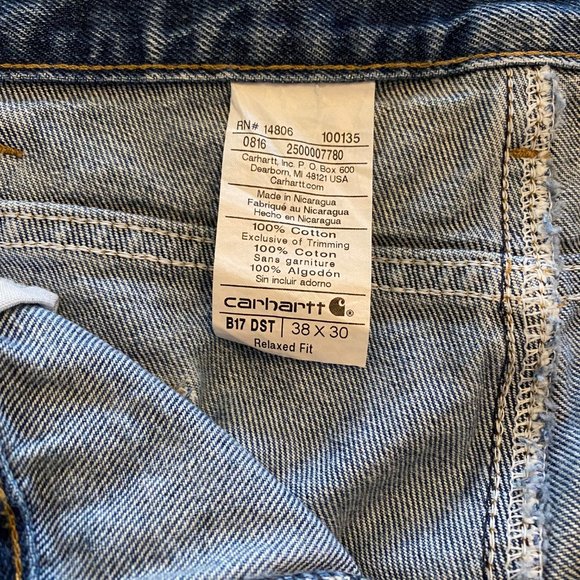 RN# 14806 100135
0816 2500007780
Carhartt, Inc. P.O. Box 600
Dearborn, MI 48121 USA
Carhartt.com
Made in Nicaragua
Fabriqué au Nicaragua
Hecho en Nicaragua
100% Cotton
Exclusive of Trimming
100% Coton
Sans garniture
100% Algodón
Sin incluir adorno
carhartt ®
B17 DST 38 X 30
Relaxed Fit